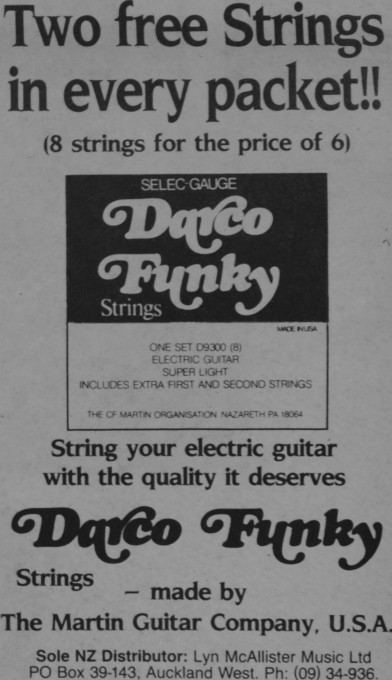 Two free Strings
in every packet!!
(8 strings for the price of 6)
SELEC-GAUGE
Darco
Funky
Strings
MADE IN USA
ONE SET D9300 (8)
ELECTRIC GUITAR
SUPER LIGHT
INCLUDES EXTRA FIRST AND SECOND STRINGS
THE CF MARTIN ORGANISATION NAZARETH PA 18064
String your electric guitar
with the quality it deserves
Darco Funky
Strings
– made by
The Martin Guitar Company, U.S.A.
Sole NZ Distributor: Lyn McAllister Music Ltd
PO Box 39-143, Auckland West. Ph: (09) 34-936.